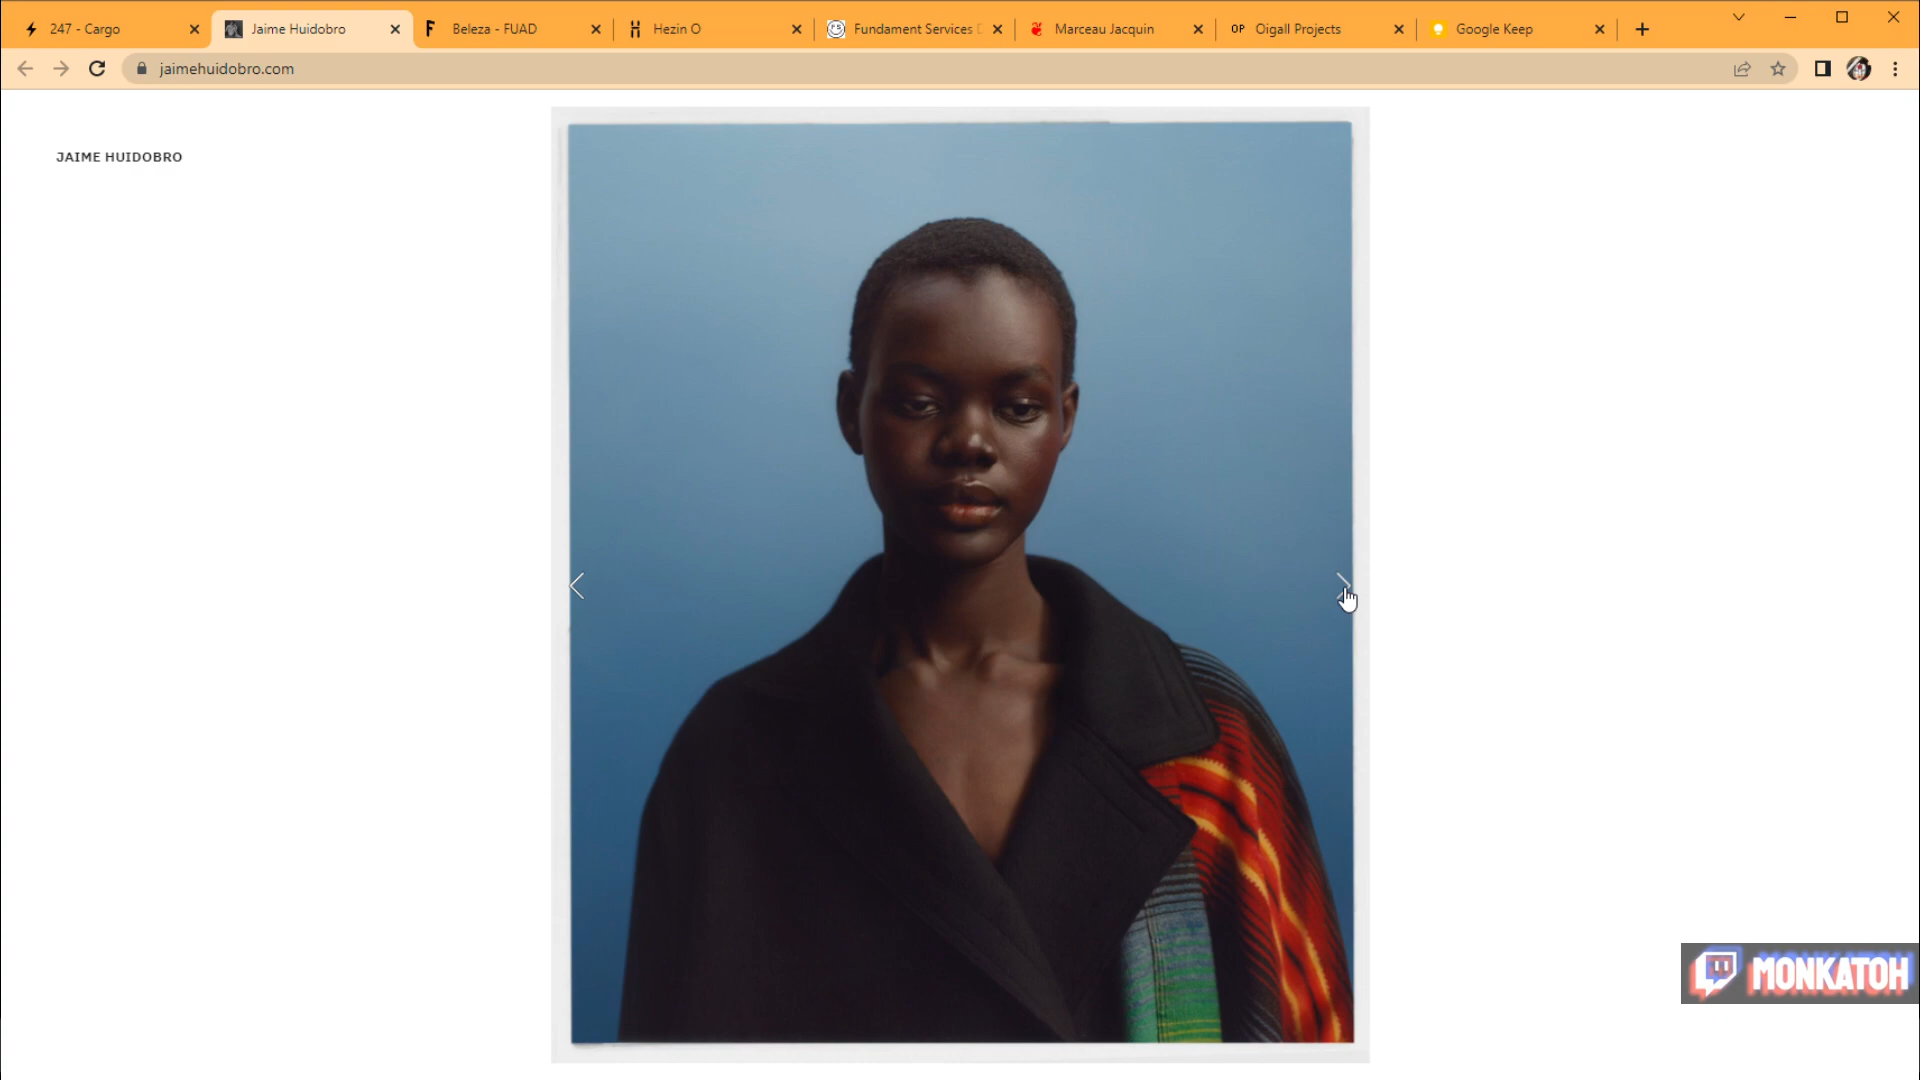 247 - Cargo
Jaime Huidobro
Beleza - FUAD
Hezin O
Fundament Services
Marceau Jacquin
OP Oigall Projects
Google Keep
jaimehuidobro.com
JAIME HUIDOBRO
MONKATOH